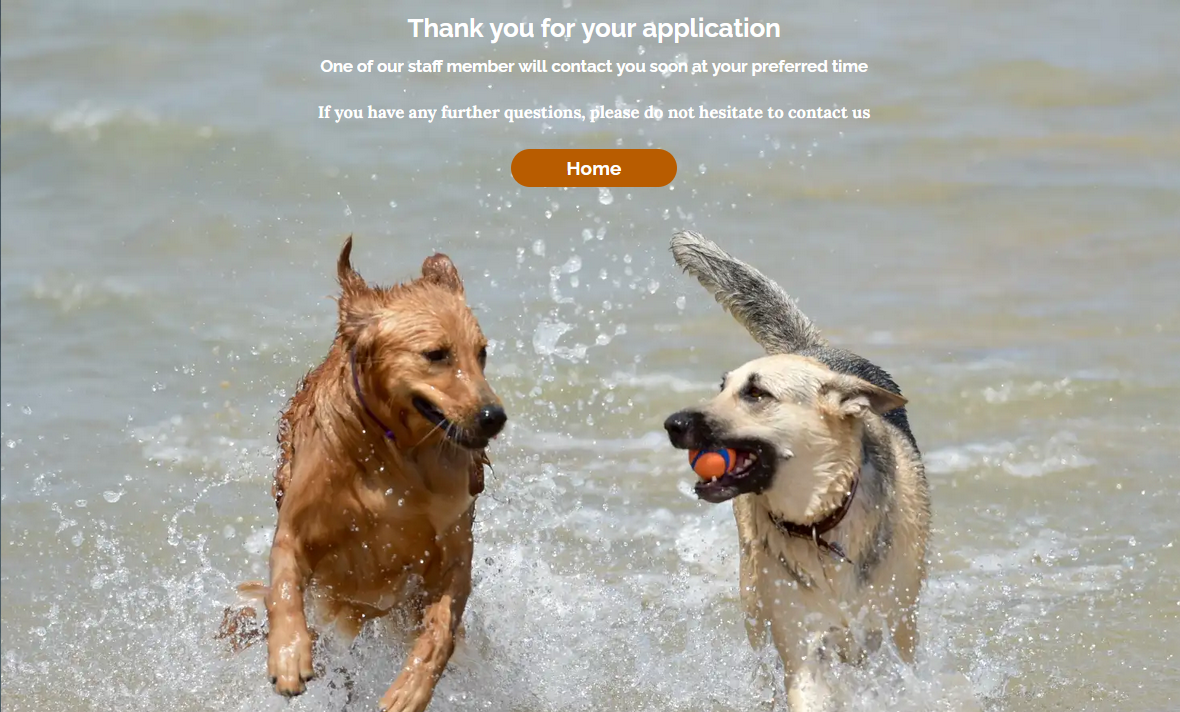 Thank you for your application
One of our staff member will contact you soon at your preferred time
If you have any further questions, please do not hesitate to contact us
Home